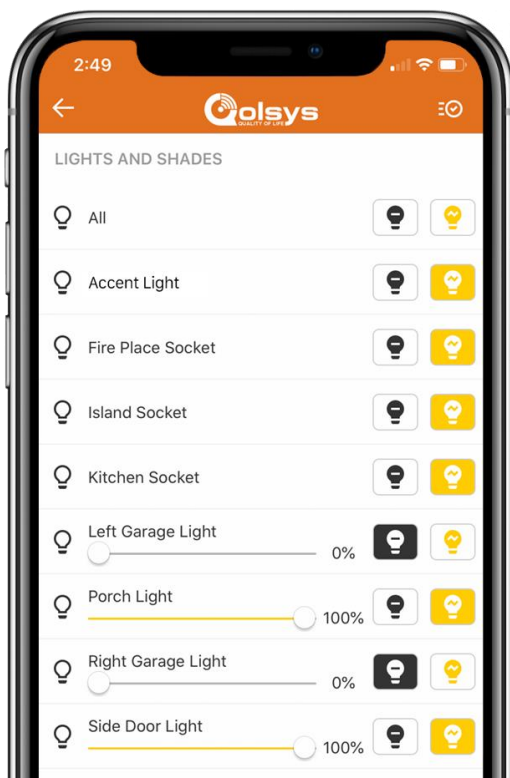 2:49
Qolsys
QUALITY OF LIFE
LIGHTS AND SHADES
All
Accent Light
Fire Place Socket
Island Socket
Kitchen Socket
Left Garage Light
0%
Porch Light
100%
Right Garage Light
0%
Side Door Light
100%